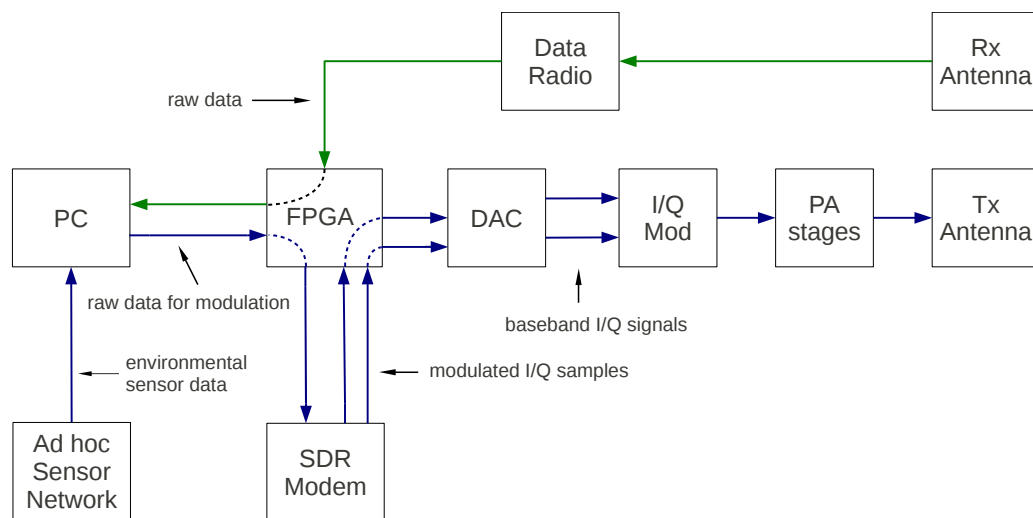 Data
Radio
Rx
Antenna
raw data
PC
FPGA
DAC
I/Q
Mod
PA
stages
Tx
Antenna
raw data for modulation
baseband I/Q signals
environmental
sensor data
modulated I/Q samples
Ad hoc
Sensor
Network
SDR
Modem